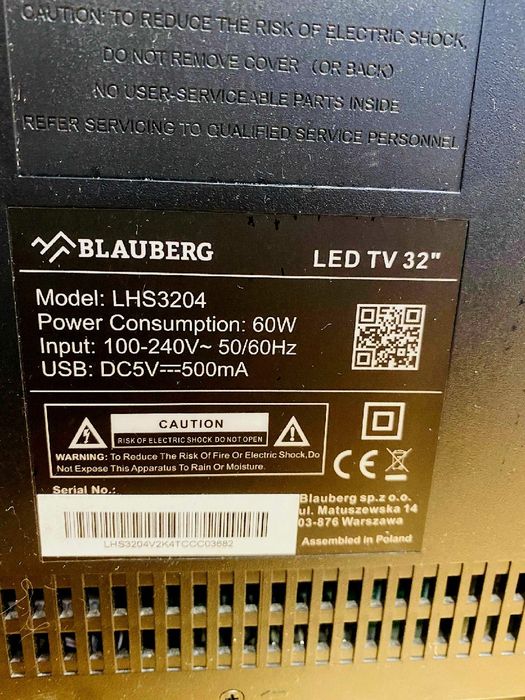 CAUTION: TO REDUCE THE RISK OF ELECTRIC SHOCK,
DO NOT REMOVE COVER (OR BACK)
NO USER-SERVICEABLE PARTS INSIDE
REFER SERVICING TO QUALIFIED SERVICE PERSONNEL
BLAUBERG
LED TV 32"
Model: LHS3204
Power Consumption: 60W
Input: 100-240V~ 50/60Hz
USB: DC5V⎓500mA
CAUTION
RISK OF ELECTRIC SHOCK DO NOT OPEN
WARNING: To Reduce The Risk Of Fire Or Electric Shock,Do
Not Expose This Apparatus To Rain Or Moisture.
CE
Serial No.:
LHS3204V2K4TCCC03682
Blauberg sp.z o.o.
ul. Matuszewska 14
03-876 Warszawa
Assembled in Poland